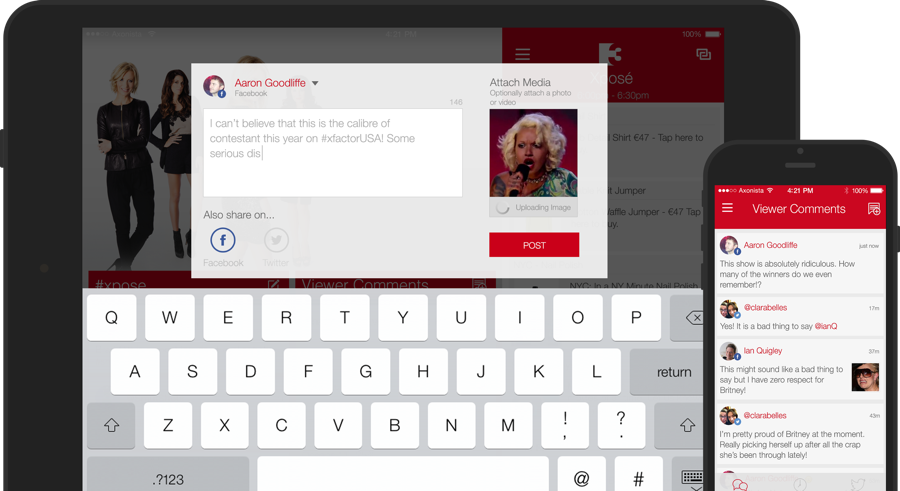 Axonista
4:21 PM
100%
Xposé
- 6:30pm
Shirt €47 - Tap here to
Jumper
Waffle Jumper - €47 Tap
buy.
NYC: In a NY Minute Nail Polish
#xpose
Viewer Comments
Aaron Goodliffe
Facebook
148
I can't believe that this is the calibre of
contestant this year on #xfactorUSA! Some
serious dis
Also share on...
Facebook
Twitter
Attach Media
Optionally attach a photo
or video
Uploading Image
POST
Q W E R T Y U I O P
A S D F G H J K L return
Z X C V B N M ! , ? .
.?123 @ #
Axonista 4:21 PM 100%
Viewer Comments
Aaron Goodliffe just now
This show is absolutely ridiculous. How
many of the winners do we even
remember!?
@clarabelles 17m
Yes! It is a bad thing to say @ianQ
Ian Quigley 37m
This might sound like a bad thing to
say but I have zero respect for
Britney!
@clarabelles 43m
I'm pretty proud of Britney at the moment.
Really picking herself up after all the crap
she's been through lately!